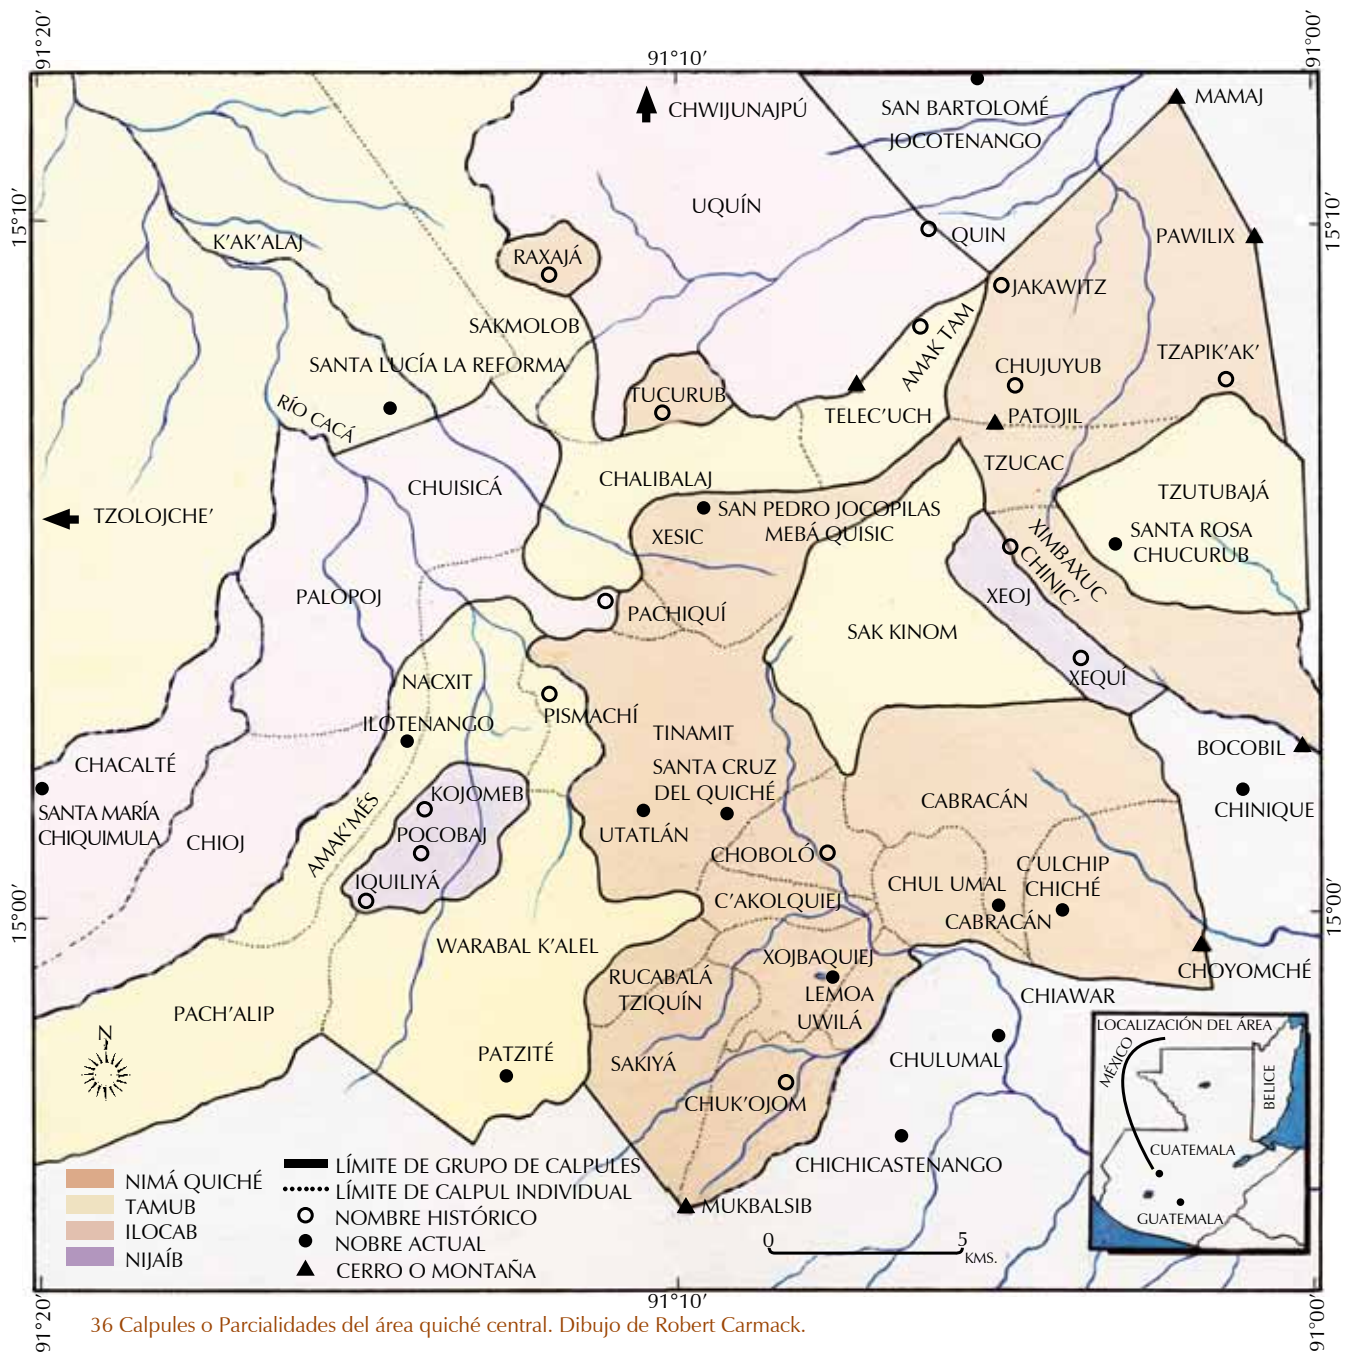 91°20′
91°10′
91°00′
CHWIJUNAJPÚ
SAN BARTOLOMÉ
JOCOTENANGO
MAMAJ
15°10′
15°10′
UQUÍN
K'AK'ALAJ
QUIN
PAWILIX
RAXAJÁ
JAKAWITZ
SAKMOLOB
AMAK TAM
SANTA LUCÍA LA REFORMA
CHUJUYUB
TZAPIK'AK'
TUCURUB
RÍO CACÁ
TELEC'UCH
PATOJIL
TZUCAC
CHUISICÁ
CHALIBALAJ
TZUTUBAJÁ
TZOLOJCHE'
SAN PEDRO JOCOPILAS
MEBÁ QUISIC
XESIC
SANTA ROSA
CHUCURUB
XIMBAXUC
CHINIC'
PALOPOJ
XEOJ
PACHIQUÍ
SAK KINOM
XEQUÍ
NACXIT
PISMACHÍ
ILOTENANGO
TINAMIT
BOCOBIL
CHACALTÉ
SANTA CRUZ
DEL QUICHÉ
KOJOMEB
CABRACÁN
SANTA MARÍA
CHIQUIMULA
CHINIQUE
AMAK'MÉS
POCOBAJ
UTATLÁN
CHIOJ
CHOBOLÓ
C'ULCHIP
CHICHÉ
IQUILIYÁ
CHUL UMAL
C'AKOLQUIEJ
CABRACÁN
15°00′
15°00′
WARABAL K'ALEL
XOJBAQUIEJ
CHOYOMCHÉ
RUCABALÁ
TZIQUÍN
LEMOA
CHIAWAR
PACH'ALIP
UWILÁ
N
PATZITÉ
SAKIYÁ
CHULUMAL
CHUK'OJOM
CHICHICASTENANGO
MUKBALSIB
LOCALIZACIÓN DEL ÁREA
MÉXICO
BELICE
GUATEMALA
GUATEMALA
NIMÁ QUICHÉ
TAMUB
ILOCAB
NIJAÍB
LÍMITE DE GRUPO DE CALPULES
LÍMITE DE CALPUL INDIVIDUAL
NOMBRE HISTÓRICO
NOBRE ACTUAL
CERRO O MONTAÑA
0 5
KMS.
91°20′
91°10′
91°00′
36 Calpules o Parcialidades del área quiché central. Dibujo de Robert Carmack.